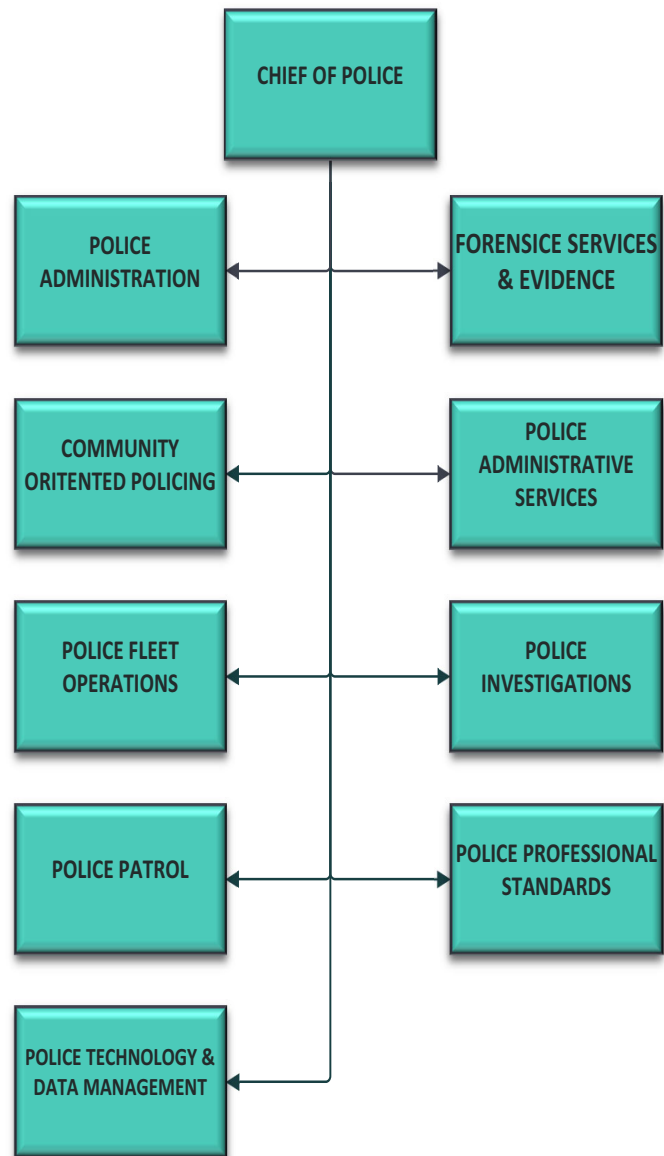 CHIEF OF POLICE
POLICE
ADMINISTRATION
FORENSICE SERVICES
& EVIDENCE
COMMUNITY
ORITENTED POLICING
POLICE
ADMINISTRATIVE
SERVICES
POLICE FLEET
OPERATIONS
POLICE
INVESTIGATIONS
POLICE PATROL
POLICE PROFESSIONAL
STANDARDS
POLICE TECHNOLOGY &
DATA MANAGEMENT